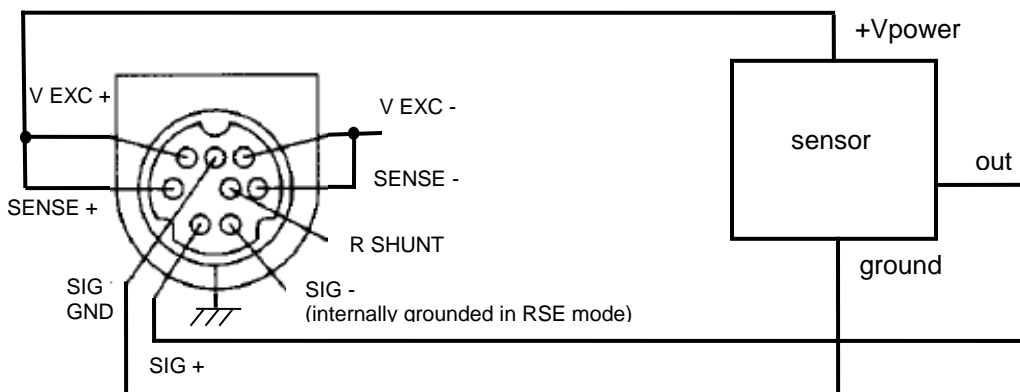 +Vpower
V EXC +
V EXC -
sensor
out
SENSE -
SENSE +
R SHUNT
ground
SIG
GND
SIG -
(internally grounded in RSE mode)
SIG +